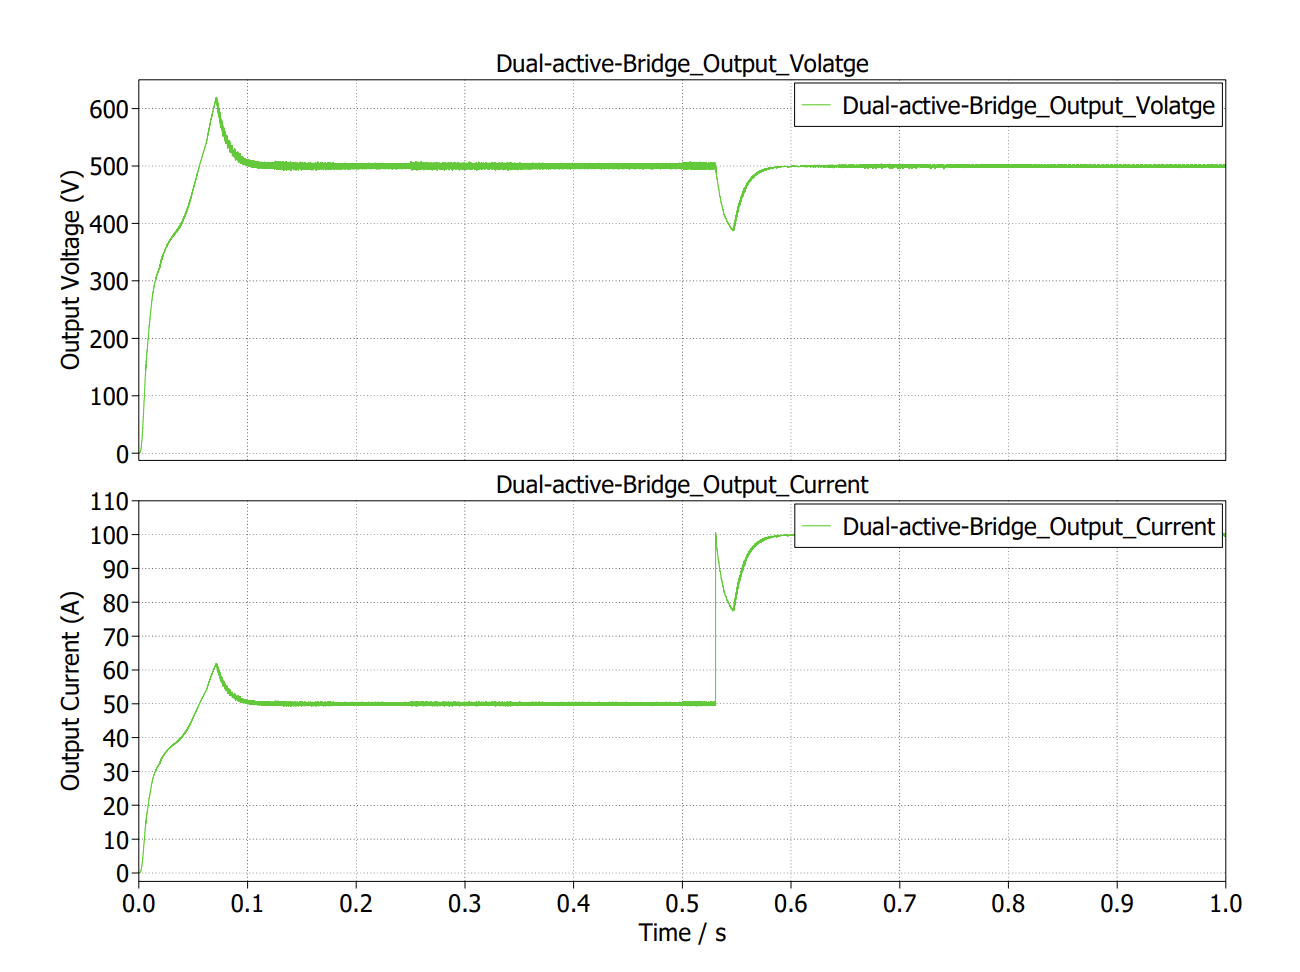 Dual-active-Bridge_Output_Volatge
Dual-active-Bridge_Output_Volatge
Output Voltage (V)
600
500
400
300
200
100
0
Dual-active-Bridge_Output_Current
Dual-active-Bridge_Output_Current
Output Current (A)
110
100
90
80
70
60
50
40
30
20
10
0
0.0 0.1 0.2 0.3 0.4 0.5 0.6 0.7 0.8 0.9 1.0
Time / s